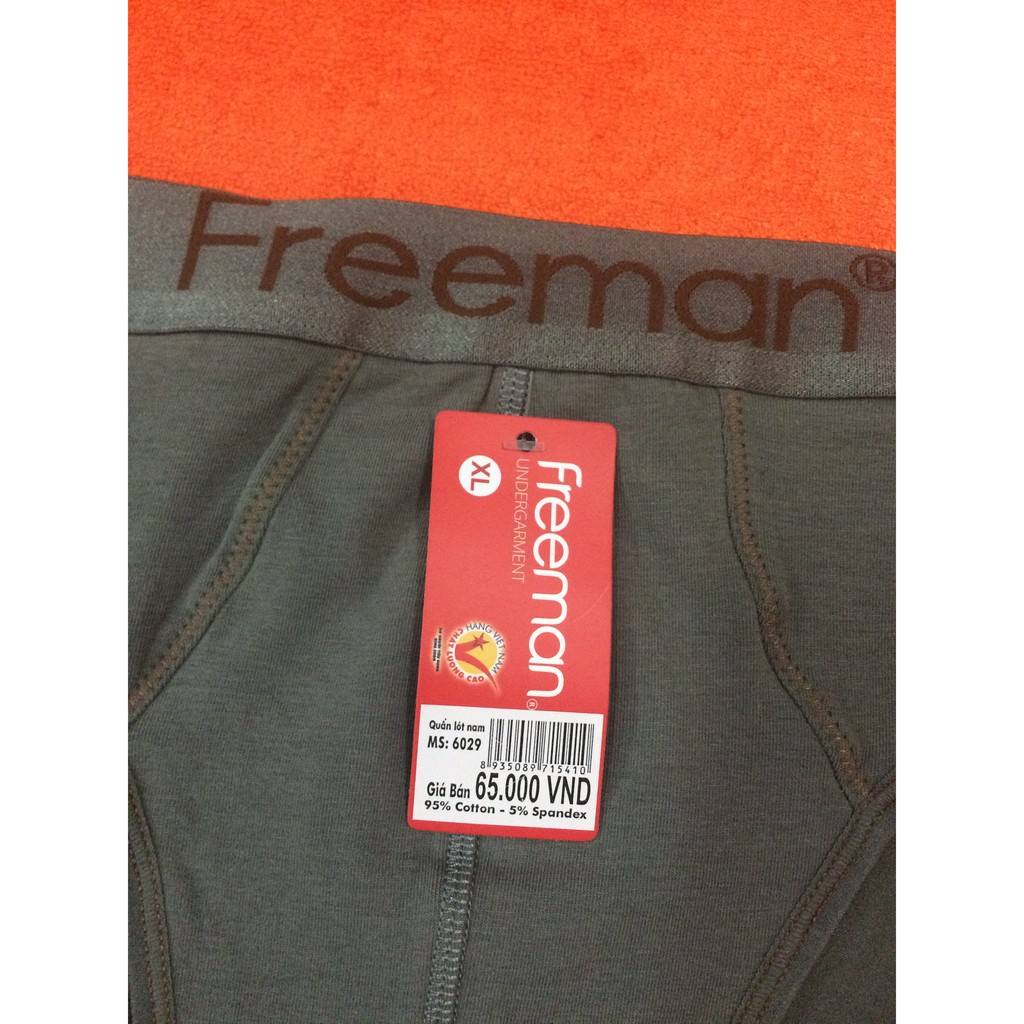 Freeman®
XL
Freeman®
UNDERGARMENT
HÀNG VIỆT NAM
CHẤT LƯỢNG CAO
Quần lót nam
MS: 6029
8 935089 715410
Giá Bán 65.000 VND
95% Cotton - 5% Spandex